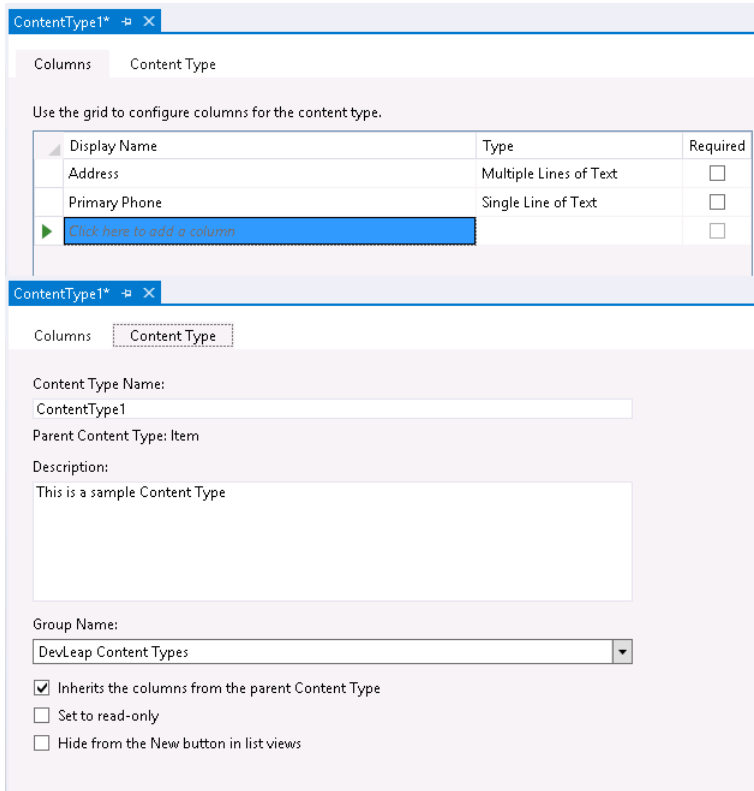 ContentType1*
Columns Content Type
Use the grid to configure columns for the content type.
Display Name Type Required
Address Multiple Lines of Text
Primary Phone Single Line of Text
Click here to add a column
ContentType1*
Columns Content Type
Content Type Name:
ContentType1
Parent Content Type: Item
Description:
This is a sample Content Type
Group Name:
DevLeap Content Types
Inherits the columns from the parent Content Type
Set to read-only
Hide from the New button in list views